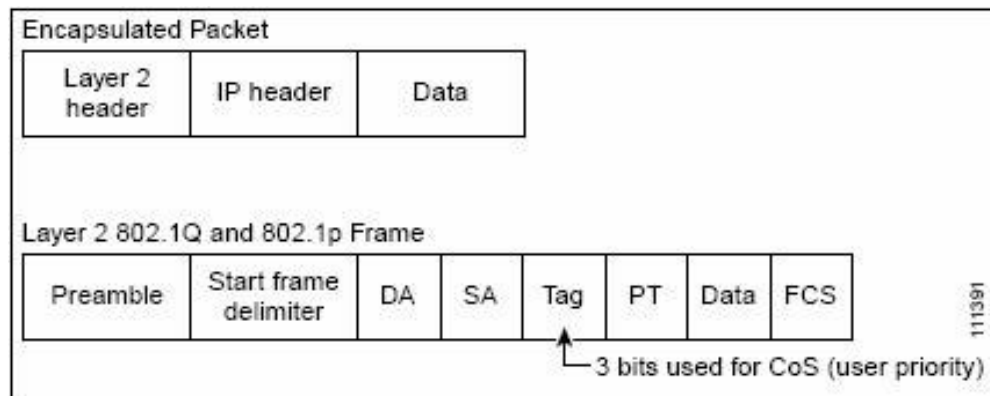 Encapsulated Packet
Layer 2
header
IP header
Data
Layer 2 802.1Q and 802.1p Frame
Preamble
Start frame
delimiter
DA
SA
Tag
PT
Data
FCS
3 bits used for CoS (user priority)
111391